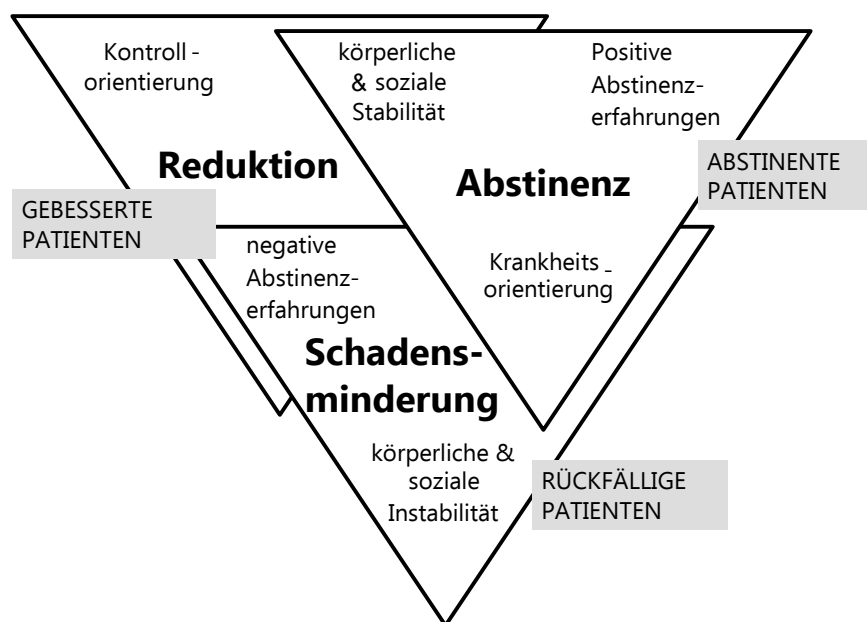 Kontroll -
orientierung
körperliche
& soziale
Stabilität
Positive
Abstinenz-
erfahrungen
Reduktion
Abstinenz
ABSTINENTE
PATIENTEN
GEBESSERTE
PATIENTEN
negative
Abstinenz-
erfahrungen
Krankheits _
orientierung
Schadens-
minderung
körperliche &
soziale
Instabilität
RÜCKFÄLLIGE
PATIENTEN